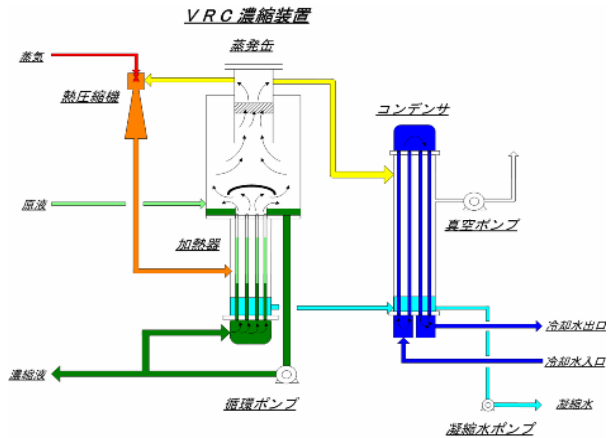 ＶＲＣ濃縮装置
蒸発缶
蒸気
熱圧縮機
コンデンサ
原液
真空ポンプ
加熱器
冷却水出口
冷却水入口
濃縮液
循環ポンプ
凝縮水
凝縮水ポンプ